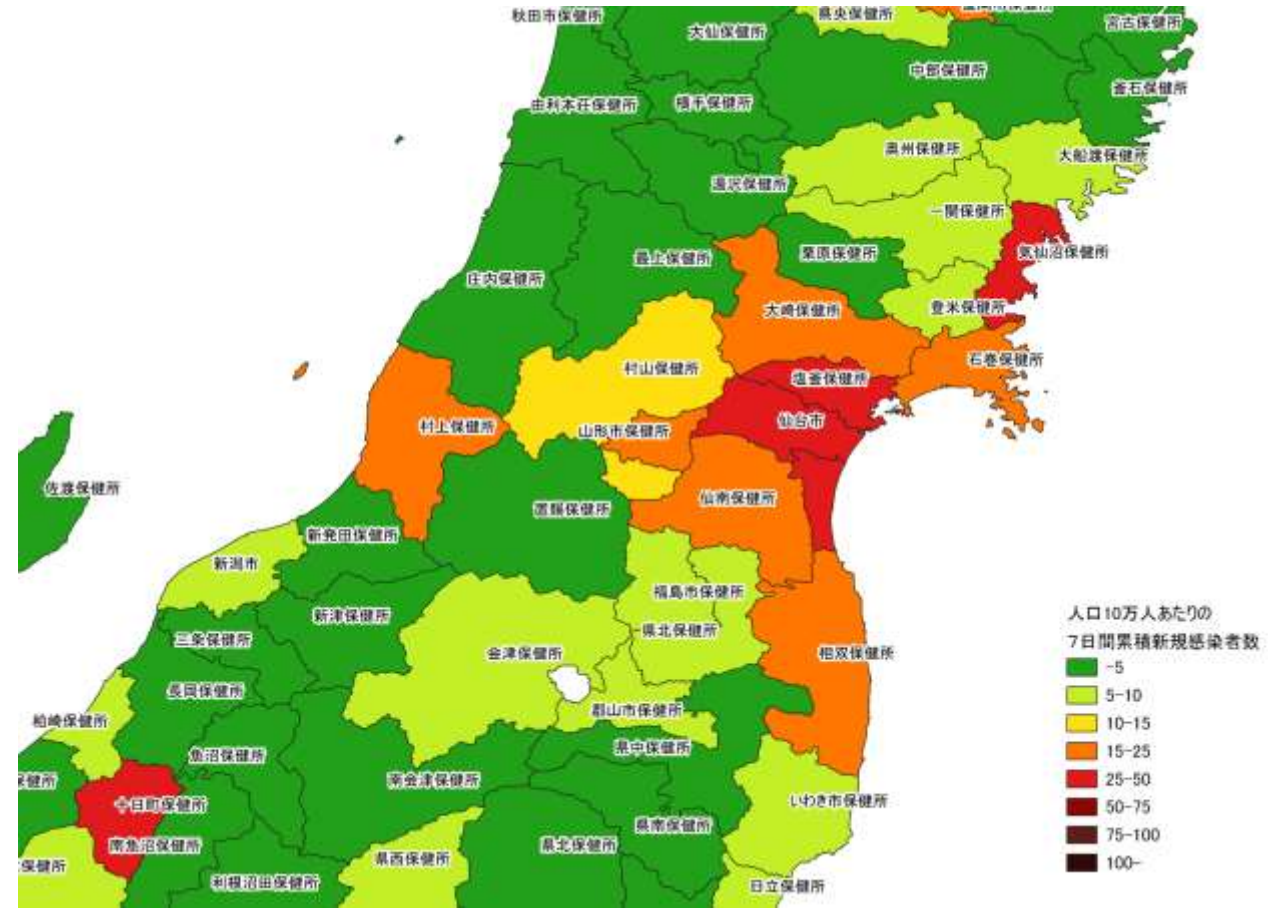 秋田市保健所
大仙保健所
県央保健所
宮古保健所
中部保健所
釜石保健所
由利本荘保健所
横手保健所
奥州保健所
大船渡保健所
湯沢保健所
一関保健所
気仙沼保健所
栗原保健所
最上保健所
庄内保健所
大崎保健所
登米保健所
石巻保健所
村山保健所
塩釜保健所
仙台市
村上保健所
山形市保健所
佐渡保健所
仙南保健所
置賜保健所
新発田保健所
新潟市
福島市保健所
新津保健所
県北保健所
三条保健所
会津保健所
相双保健所
長岡保健所
郡山市保健所
柏崎保健所
県中保健所
魚沼保健所
南会津保健所
保健所
十日町保健所
いわき市保健所
県南保健所
南魚沼保健所
県北保健所
県西保健所
保健所
利根沼田保健所
日立保健所
人口10万人あたりの
7日間累積新規感染者数
-5
5-10
10-15
15-25
25-50
50-75
75-100
100-